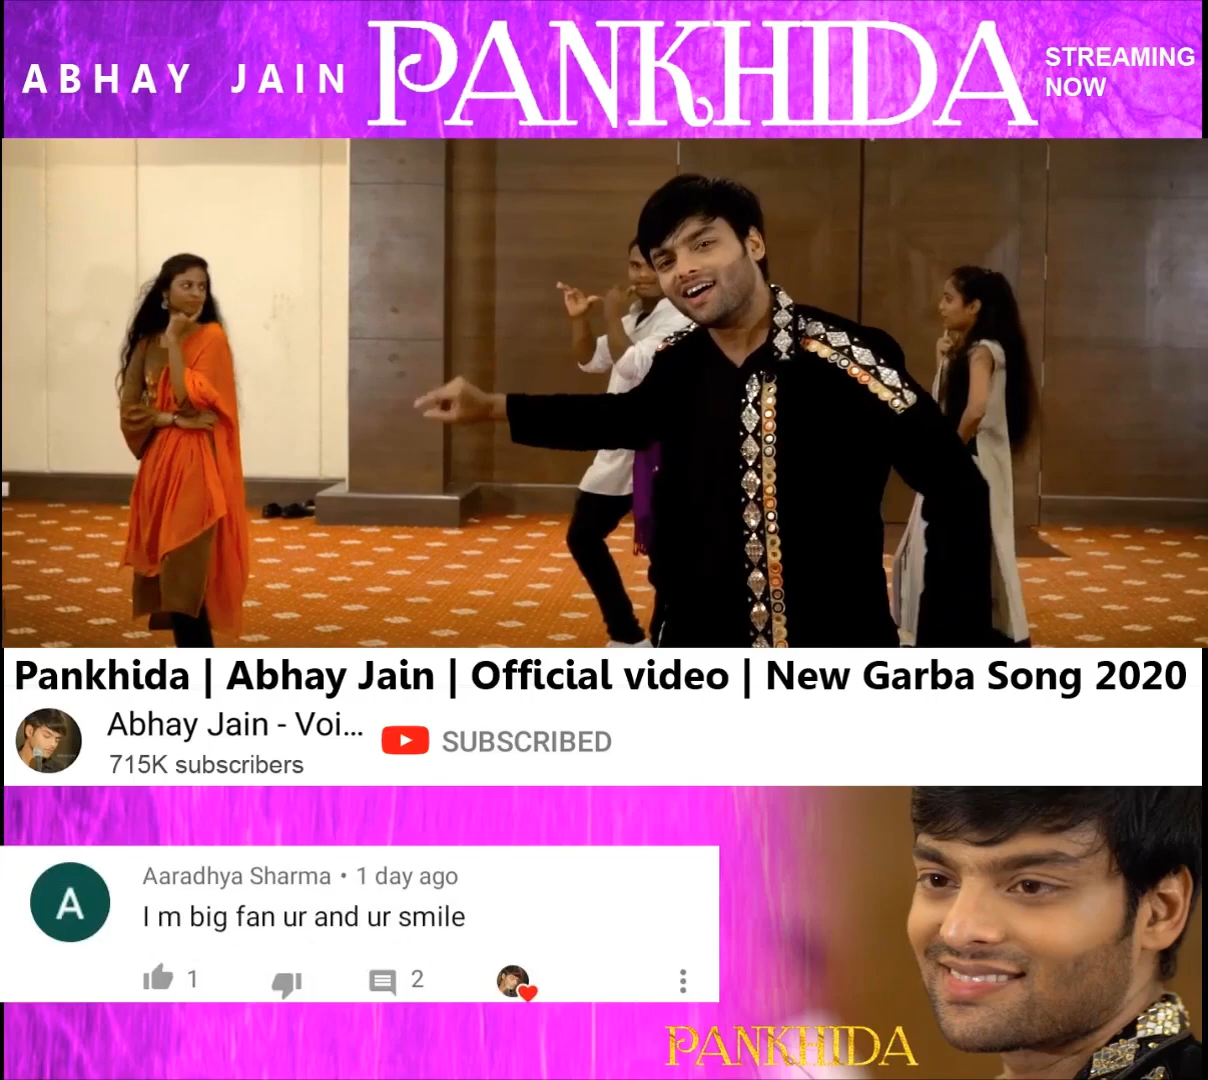 ABHAY JAIN
PANKHIDA
STREAMING
NOW
Pankhida | Abhay Jain | Official video | New Garba Song 2020
Abhay Jain - Voi...
SUBSCRIBED
715K subscribers
A
Aaradhya Sharma • 1 day ago
I m big fan ur and ur smile
1
2
PANKHIDA